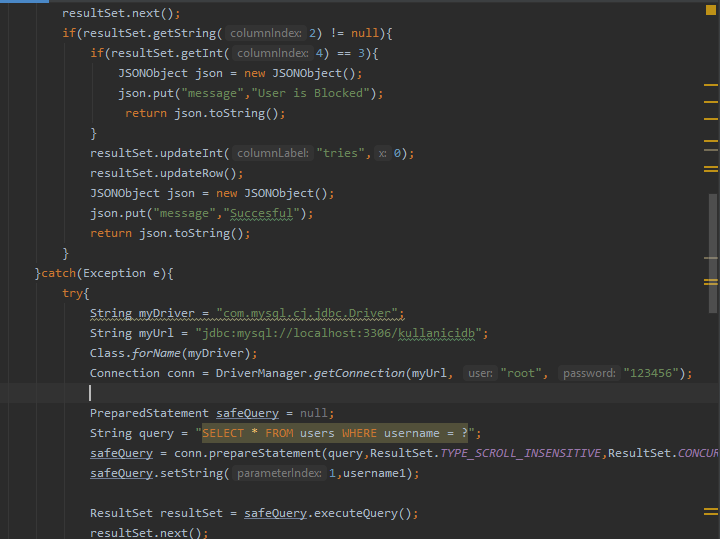 resultSet.next();
if(resultSet.getString( columnIndex: 2) != null){
if(resultSet.getInt( columnIndex: 4) == 3){
JSONObject json = new JSONObject();
json.put("message","User is Blocked");
return json.toString();
}
resultSet.updateInt( columnLabel: "tries", x: 0);
resultSet.updateRow();
JSONObject json = new JSONObject();
json.put("message","Succesful");
return json.toString();
}
}catch(Exception e){
try{
String myDriver = "com.mysql.cj.jdbc.Driver";
String myUrl = "jdbc:mysql://localhost:3306/kullanicidb";
Class.forName(myDriver);
Connection conn = DriverManager.getConnection(myUrl, user: "root", password: "123456");
PreparedStatement safeQuery = null;
String query = "SELECT * FROM users WHERE username = ?";
safeQuery = conn.prepareStatement(query,ResultSet.TYPE_SCROLL_INSENSITIVE,ResultSet.CONCUR
safeQuery.setString( parameterIndex: 1,username1);
ResultSet resultSet = safeQuery.executeQuery();
resultSet.next();